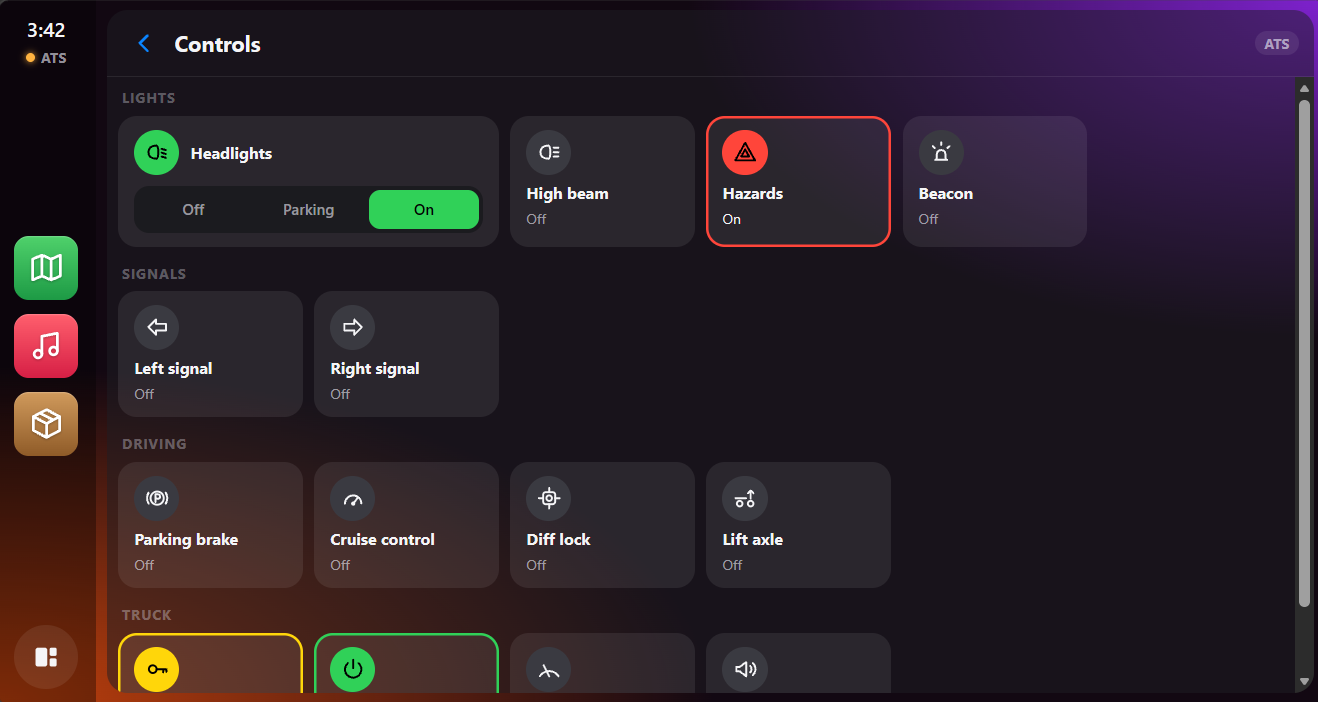 3:42
ATS
Controls
ATS
LIGHTS
Headlights
Off Parking On
High beam
Off
Hazards
On
Beacon
Off
SIGNALS
Left signal
Off
Right signal
Off
DRIVING
Parking brake
Off
Cruise control
Off
Diff lock
Off
Lift axle
Off
TRUCK